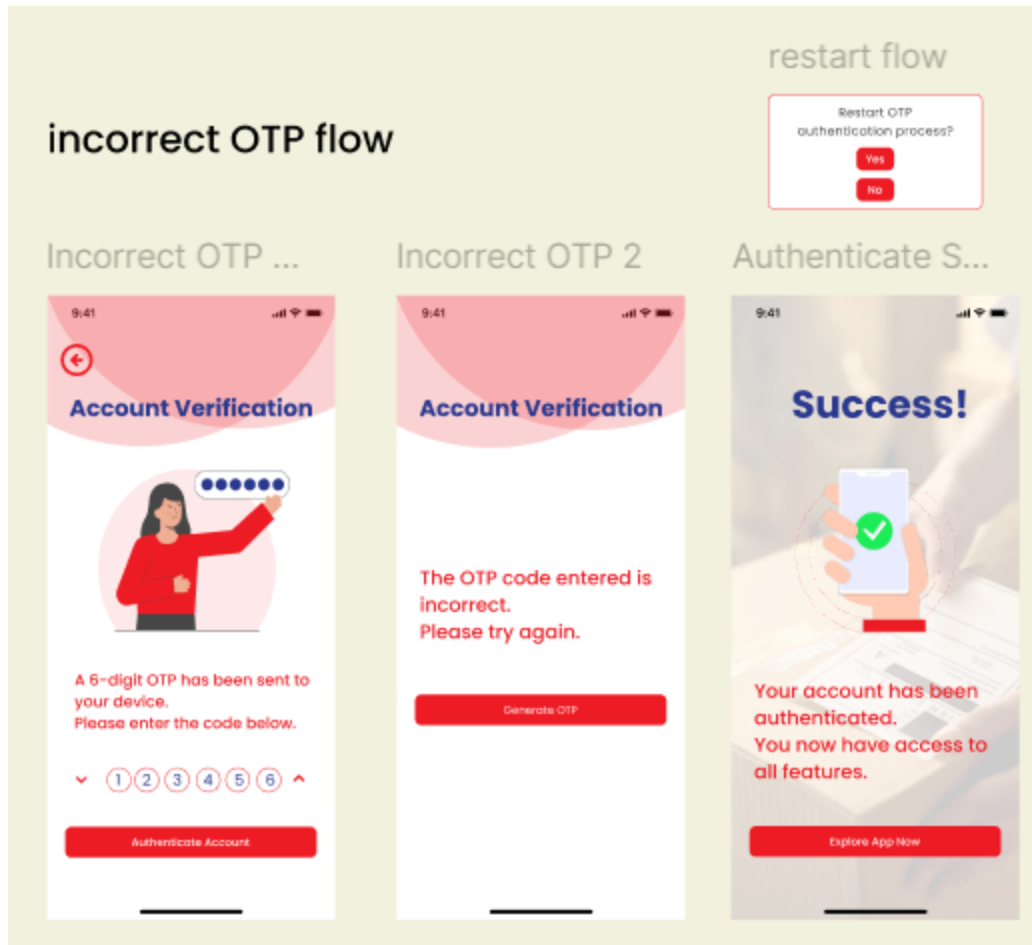 restart flow
Restart OTP
authentication process?
Yes
No
incorrect OTP flow
Incorrect OTP ...
9:41
Account Verification
A 6-digit OTP has been sent to
your device.
Please enter the code below.
1 2 3 4 5 6
Authenticate Account
Incorrect OTP 2
9:41
Account Verification
The OTP code entered is
incorrect.
Please try again.
Generate OTP
Authenticate S...
9:41
Success!
Your account has been
authenticated.
You now have access to
all features.
Explore App Now